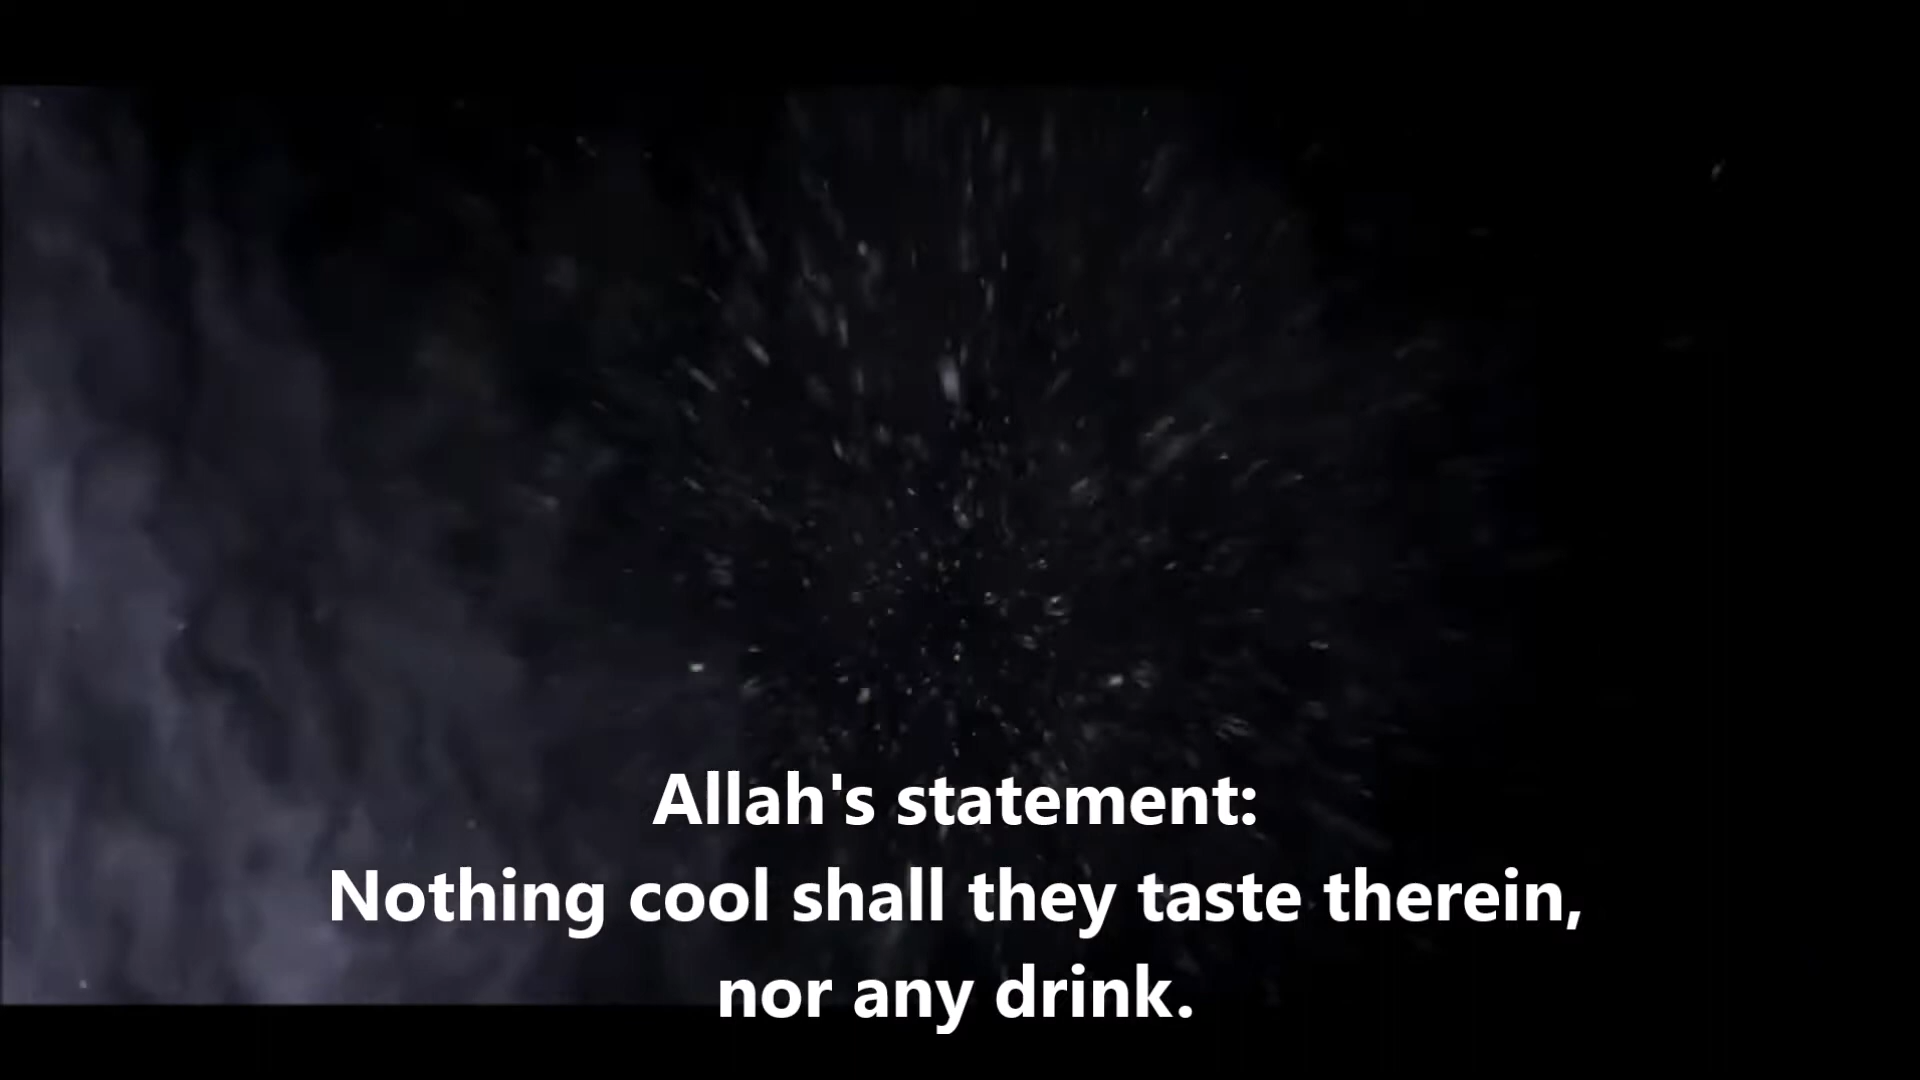 Allah's statement:
Nothing cool shall they taste therein,
nor any drink.